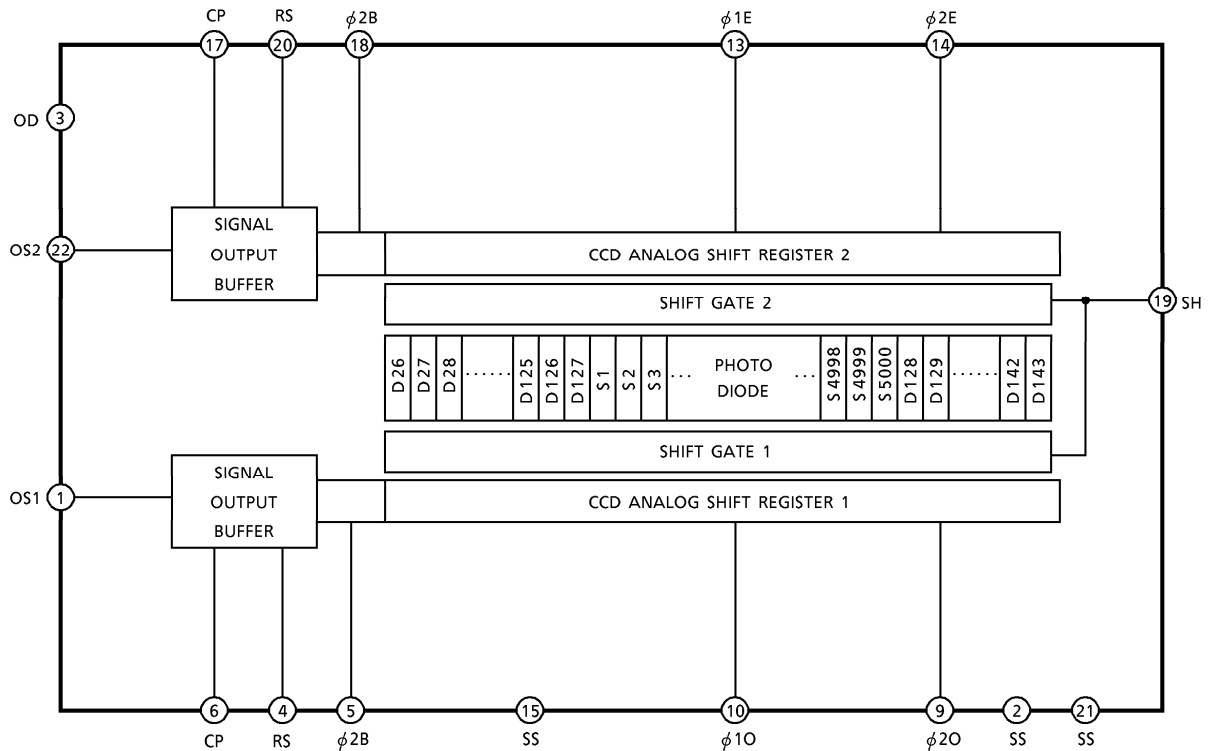 CP RS ϕ2B ϕ1E ϕ2E
17 20 18 13 14
OD 3
SIGNAL
OUTPUT
BUFFER
OS2 22
CCD ANALOG SHIFT REGISTER 2
SHIFT GATE 2
19 SH
D26 D27 D28 ...... D125 D126 D127 S1 S2 S3 ... PHOTO DIODE ... S4998 S4999 S5000 D128 D129 ...... D142 D143
SHIFT GATE 1
SIGNAL
OUTPUT
BUFFER
OS1 1
CCD ANALOG SHIFT REGISTER 1
6 4 5 15 10 9 2 21
CP RS ϕ2B SS ϕ1O ϕ2O SS SS